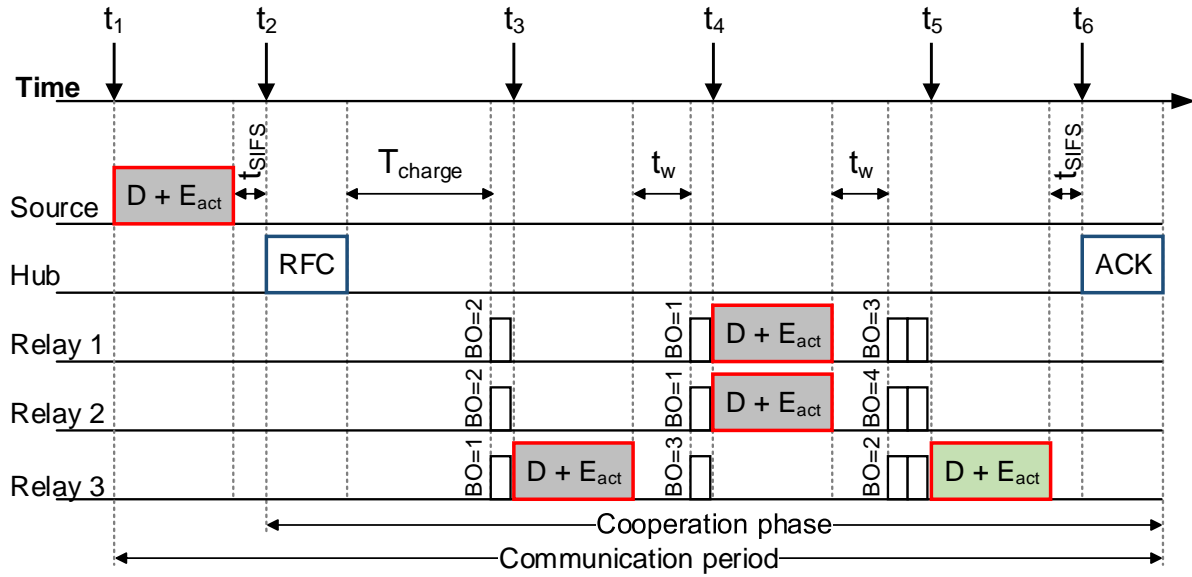 t1 t2 t3 t4 t5 t6
Time
tSIFS Tcharge tw tw tSIFS
Source D + Eact
Hub RFC ACK
Relay 1 BO=2 BO=1 D + Eact BO=3
Relay 2 BO=2 BO=1 D + Eact BO=4
Relay 3 BO=1 D + Eact BO=3 BO=2 D + Eact
Cooperation phase
Communication period